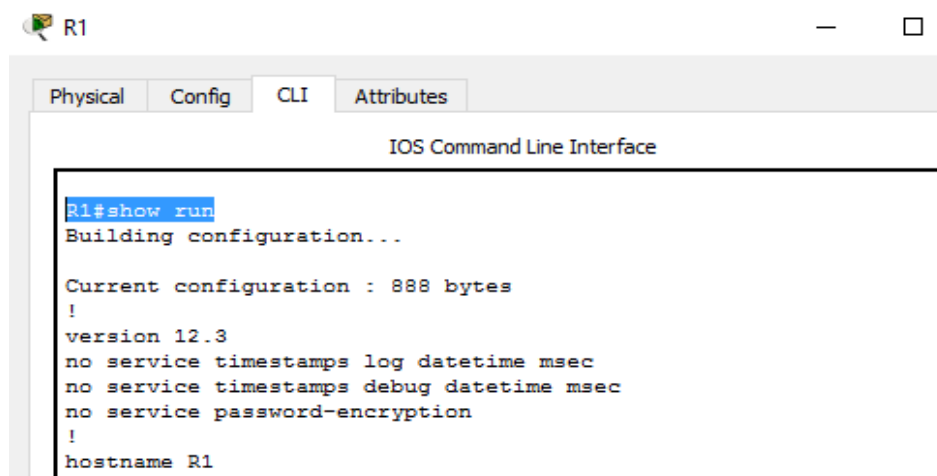 R1
Physical Config CLI Attributes
IOS Command Line Interface
R1#show run
Building configuration...
Current configuration : 888 bytes
!
version 12.3
no service timestamps log datetime msec
no service timestamps debug datetime msec
no service password-encryption
!
hostname R1